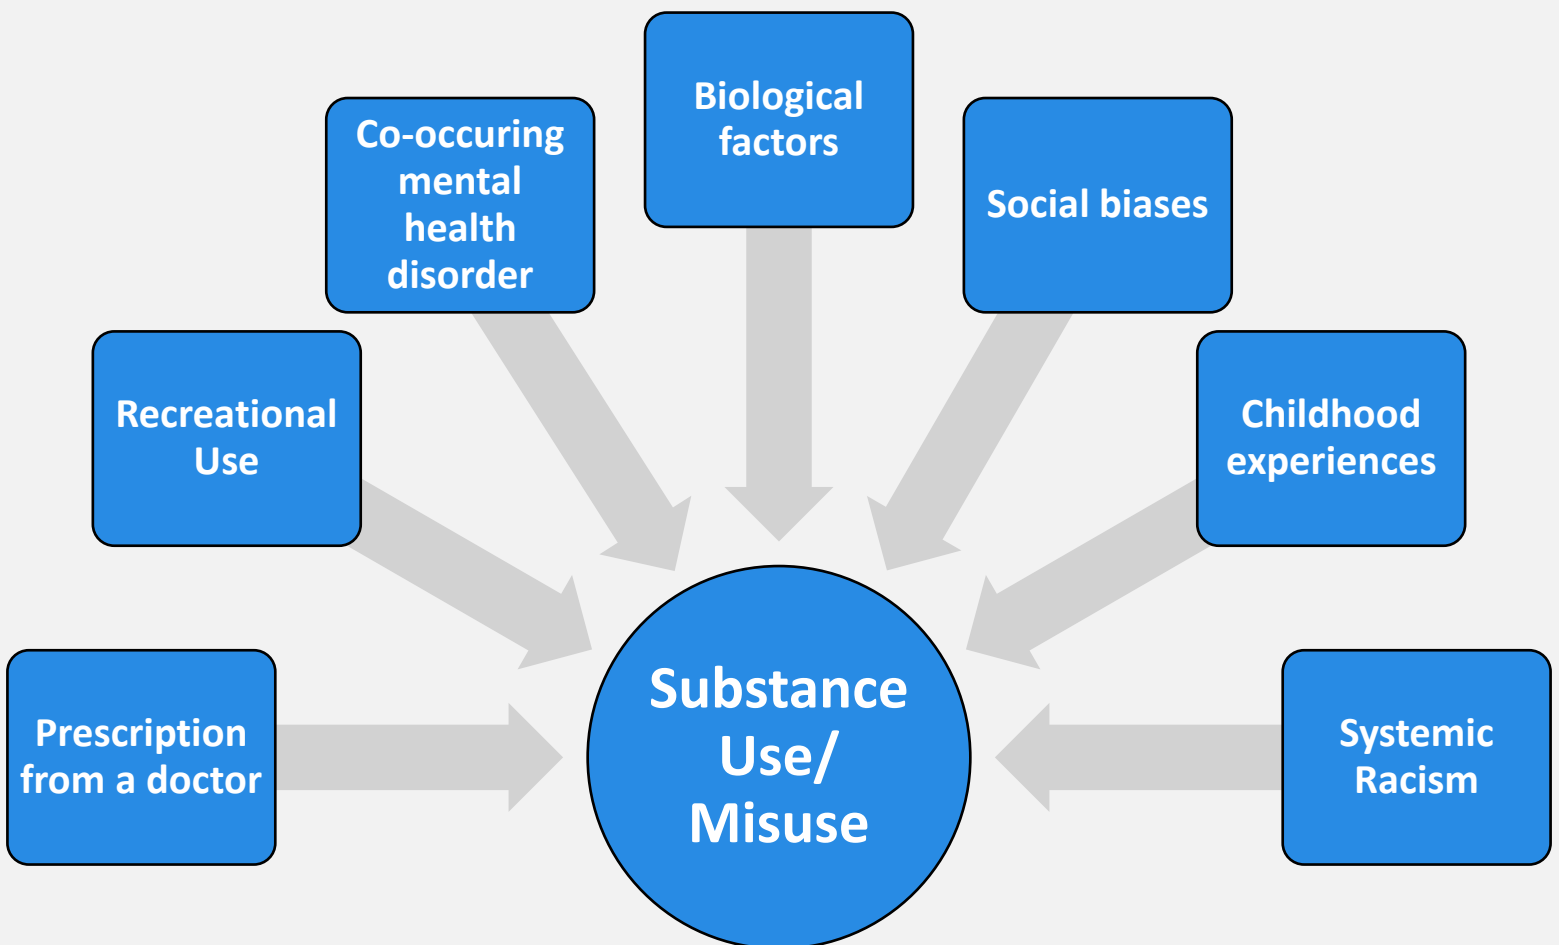 Biological
factors
Co-occuring
mental
health
disorder
Social biases
Recreational
Use
Childhood
experiences
Prescription
from a doctor
Substance
Use/
Misuse
Systemic
Racism